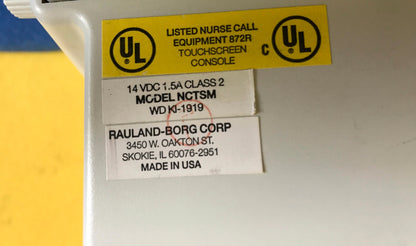 UL
LISTED NURSE CALL
EQUIPMENT 872R
TOUCHSCREEN
CONSOLE
C UL
14 VDC 1.5A CLASS 2
MODEL NCTSM
WD KI-1919
RAULAND-BORG CORP
3450 W. OAKTON ST.
SKOKIE, IL 60076-2951
MADE IN USA